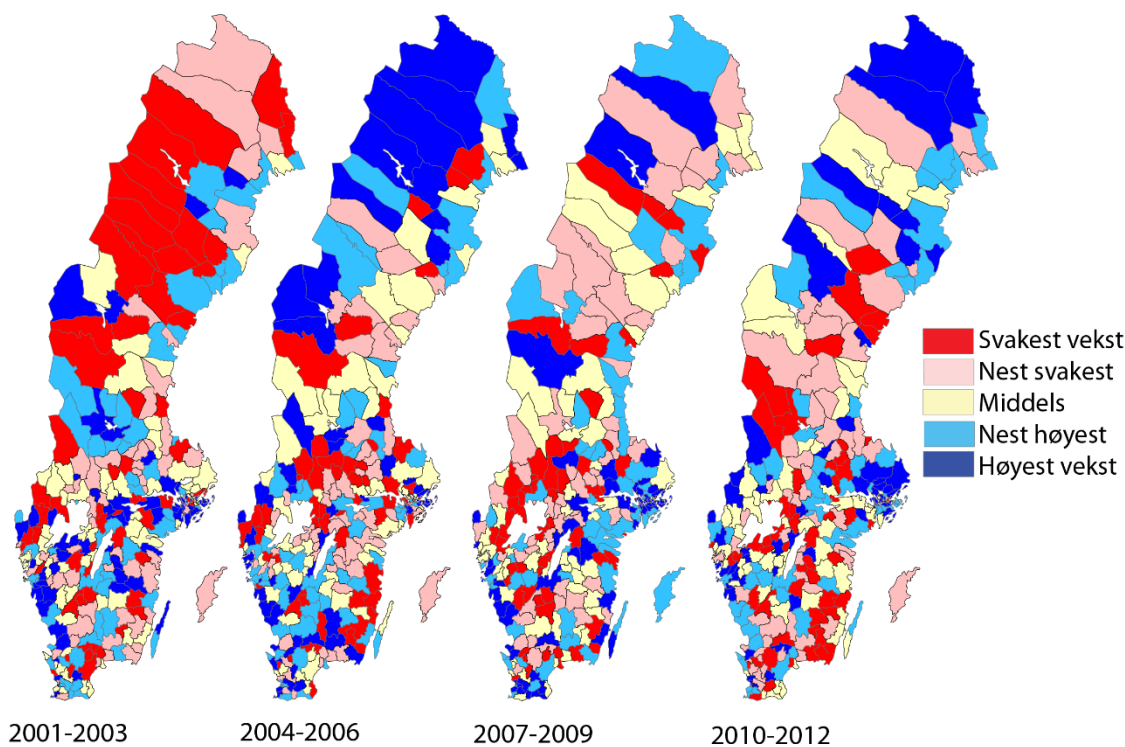 Svakest vekst
Nest svakest
Middels
Nest høyest
Høyest vekst
2001-2003
2004-2006
2007-2009
2010-2012